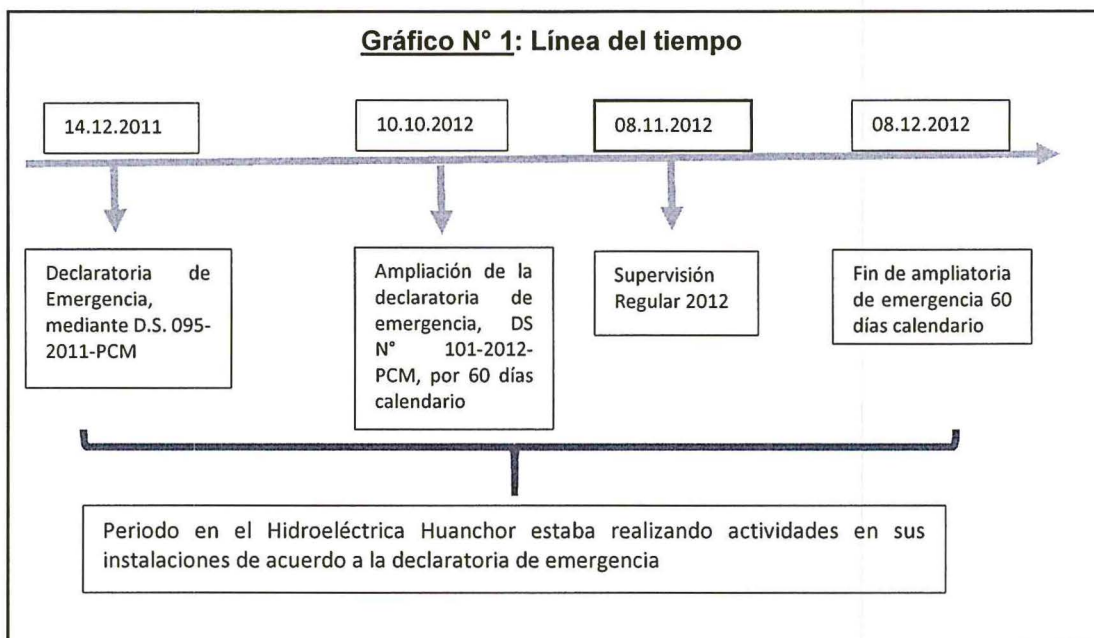 Gráfico N° 1: Línea del tiempo
14.12.2011
10.10.2012
08.11.2012
08.12.2012
Declaratoria de
Emergencia,
mediante D.S. 095-
2011-PCM
Ampliación de la
declaratoria de
emergencia, DS
N° 101-2012-
PCM, por 60 días
calendario
Supervisión
Regular 2012
Fin de ampliatoria
de emergencia 60
días calendario
Periodo en el Hidroeléctrica Huanchor estaba realizando actividades en sus
instalaciones de acuerdo a la declaratoria de emergencia